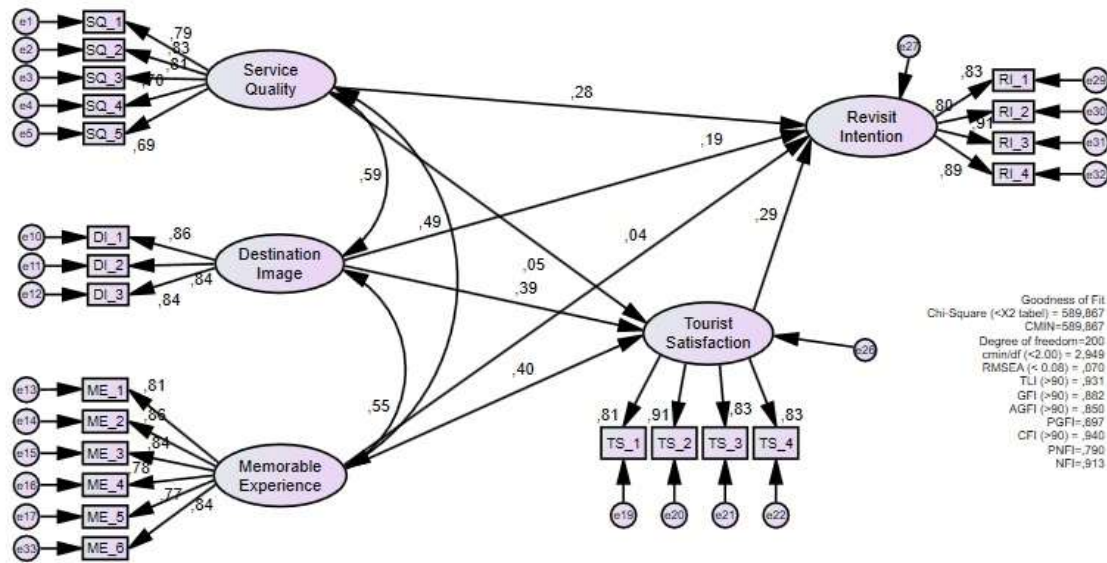 e1 SQ_1 ,79
e2 SQ_2 ,83
e3 SQ_3 ,81
e4 SQ_4 ,70
e5 SQ_5 ,69
Service
Quality
e27
Revisit
Intention
,83 RI_1 e29
,80 RI_2 e30
,91 RI_3 e31
,89 RI_4 e32
,28
,19
,59
,49
,04
,29
e10 DI_1 ,86
e11 DI_2 ,84
e12 DI_3 ,84
Destination
Image
,05
,39
Tourist
Satisfaction
e26
,40
,55
e13 ME_1 ,81
e14 ME_2 ,86
e15 ME_3 ,84
e16 ME_4 ,78
e17 ME_5 ,77
e33 ME_6 ,84
Memorable
Experience
,81 ,91 ,83 ,83
TS_1 TS_2 TS_3 TS_4
e19 e20 e21 e22
Goodness of Fit
Chi-Square (<X2 tabel) = 589,867
CMIN=589,867
Degree of freedom=200
cmin/df (<2.00) = 2,949
RMSEA (< 0.08) = ,070
TLI (>90) = ,931
GFI (>90) = ,882
AGFI (>90) = ,850
PGFI=,697
CFI (>90) = ,940
PNFI=,790
NFI=,913